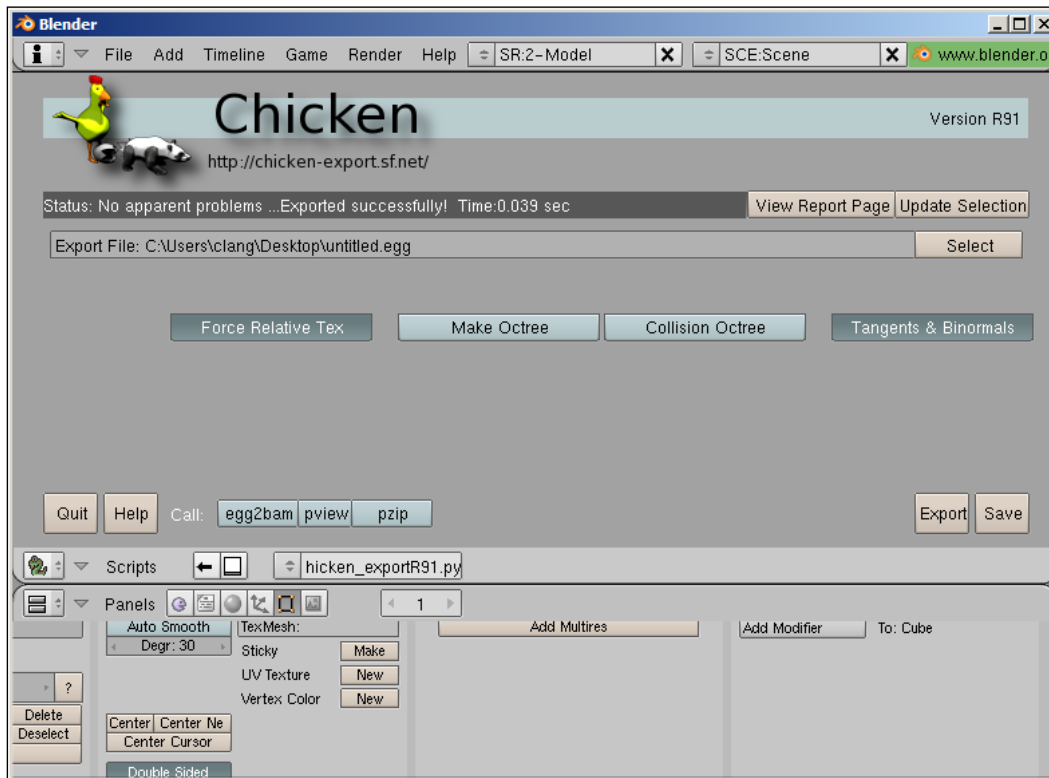 Blender
File Add Timeline Game Render Help SR:2-Model SCE:Scene www.blender.o
Chicken
Version R91
http://chicken-export.sf.net/
Status: No apparent problems ...Exported successfully! Time:0.039 sec View Report Page Update Selection
Export File: C:\Users\clang\Desktop\untitled.egg Select
Force Relative Tex Make Octree Collision Octree Tangents & Binormals
Quit Help Call: egg2bam pview pzip Export Save
Scripts hicken_exportR91.py
Panels 1
Auto Smooth TexMesh: Add Multires Add Modifier To: Cube
Degr: 30 Sticky Make
UV Texture New
? Vertex Color New
Delete Center Center Ne
Deselect Center Cursor
Double Sided